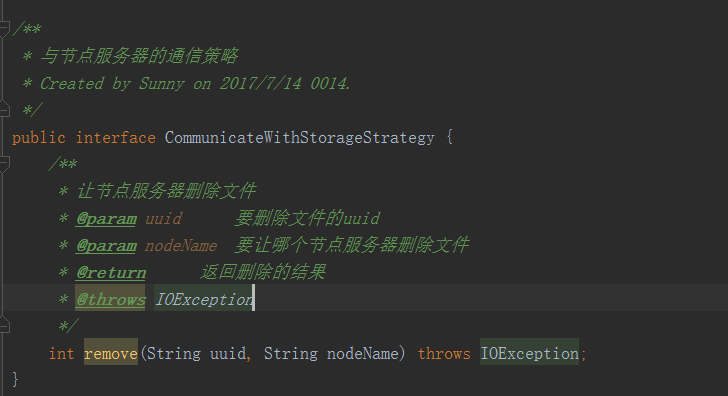 /**
 * 与节点服务器的通信策略
 * Created by Sunny on 2017/7/14 0014.
 */
public interface CommunicateWithStorageStrategy {
    /**
     * 让节点服务器删除文件
     * @param uuid      要删除文件的uuid
     * @param nodeName  要让哪个节点服务器删除文件
     * @return      返回删除的结果
     * @throws IOException
     */
    int remove(String uuid, String nodeName) throws IOException;
}